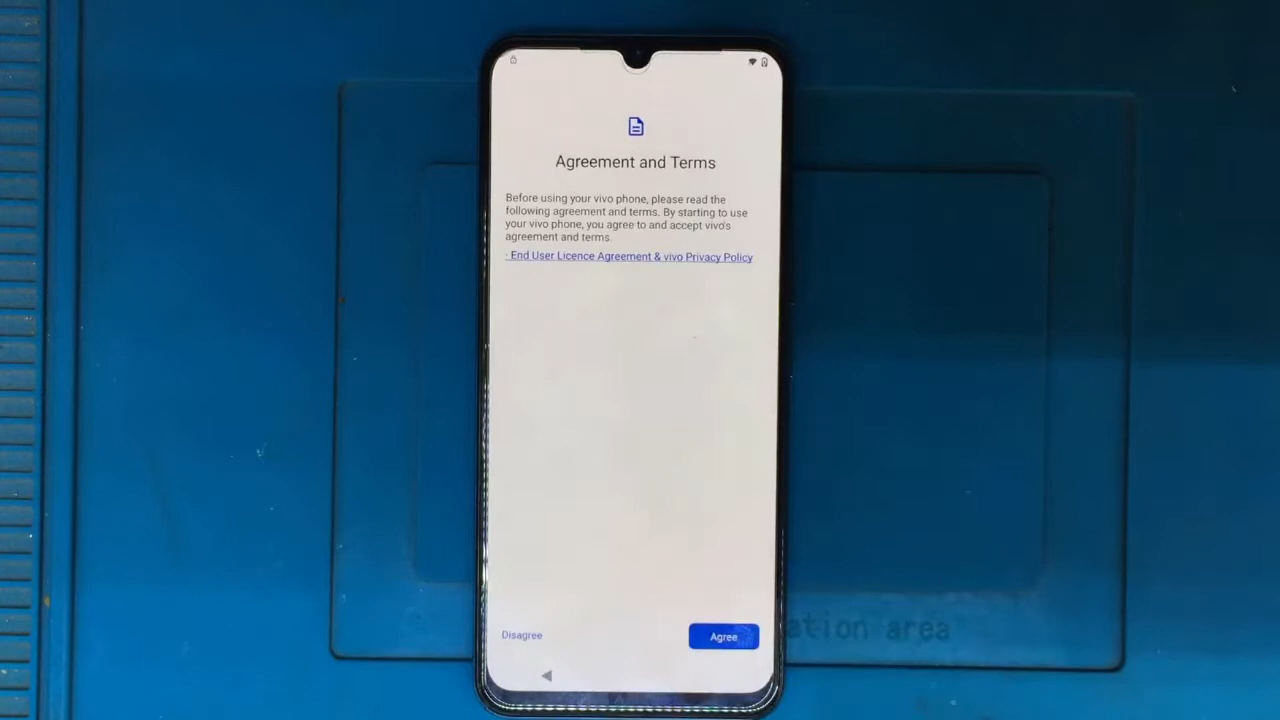 Agreement and Terms
Before using your vivo phone, please read the
following agreement and terms. By starting to use
your vivo phone, you agree to and accept vivo's
agreement and terms.
· End User Licence Agreement & vivo Privacy Policy
Disagree
Agree
area